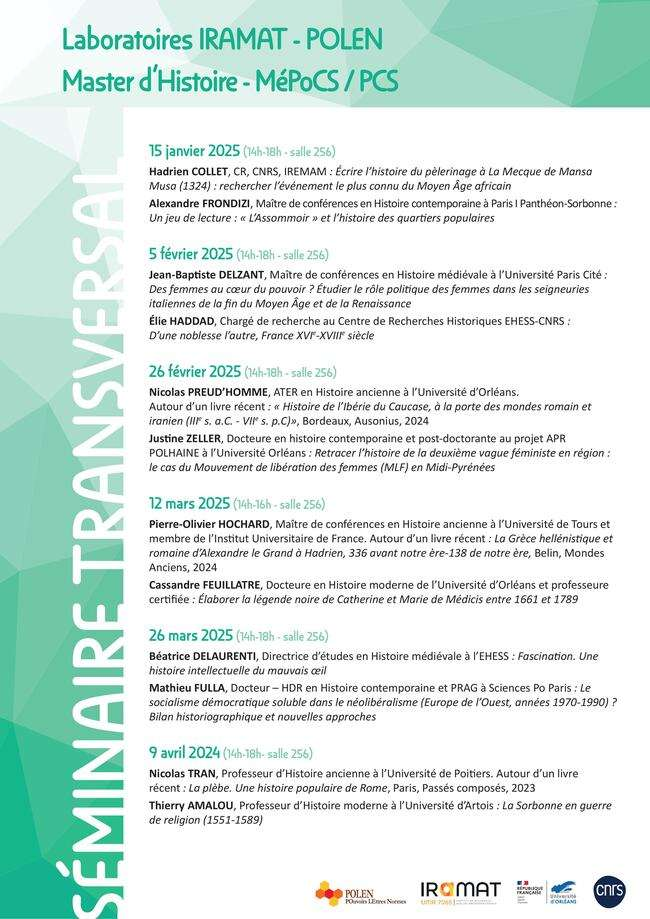 Laboratoires IRAMAT - POLEN
Master d'Histoire - MéPoCS / PCS
SÉMINAIRE TRANSVERSAL
15 janvier 2025 (14h-18h - salle 256)
Hadrien COLLET, CR, CNRS, IREMAM : Écrire l'histoire du pèlerinage à La Mecque de Mansa
Musa (1324) : rechercher l'événement le plus connu du Moyen Âge africain
Alexandre FRONDIZI, Maître de conférences en Histoire contemporaine à Paris I Panthéon-Sorbonne :
Un jeu de lecture : « L'Assommoir » et l'histoire des quartiers populaires
5 février 2025 (14h-18h - salle 256)
Jean-Baptiste DELZANT, Maître de conférences en Histoire médiévale à l'Université Paris Cité :
Des femmes au cœur du pouvoir ? Étudier le rôle politique des femmes dans les seigneuries
italiennes de la fin du Moyen Âge et de la Renaissance
Élie HADDAD, Chargé de recherche au Centre de Recherches Historiques EHESS-CNRS :
D'une noblesse l'autre, France XVIe-XVIIIe siècle
26 février 2025 (14h-18h - salle 256)
Nicolas PREUD'HOMME, ATER en Histoire ancienne à l'Université d'Orléans.
Autour d'un livre récent : « Histoire de l'Ibérie du Caucase, à la porte des mondes romain et
iranien (IIIe s. a.C. - VIIe s. p.C)», Bordeaux, Ausonius, 2024
Justine ZELLER, Docteure en histoire contemporaine et post-doctorante au projet APR
POLHAINE à l'Université Orléans : Retracer l'histoire de la deuxième vague féministe en région :
le cas du Mouvement de libération des femmes (MLF) en Midi-Pyrénées
12 mars 2025 (14h-16h - salle 256)
Pierre-Olivier HOCHARD, Maître de conférences en Histoire ancienne à l'Université de Tours et
membre de l'Institut Universitaire de France. Autour d'un livre récent : La Grèce hellénistique et
romaine d'Alexandre le Grand à Hadrien, 336 avant notre ère-138 de notre ère, Belin, Mondes
Anciens, 2024
Cassandre FEUILLATRE, Docteure en Histoire moderne de l'Université d'Orléans et professeure
certifiée : Élaborer la légende noire de Catherine et Marie de Médicis entre 1661 et 1789
26 mars 2025 (14h-18h - salle 256)
Béatrice DELAURENTI, Directrice d'études en Histoire médiévale à l'EHESS : Fascination. Une
histoire intellectuelle du mauvais œil
Mathieu FULLA, Docteur – HDR en Histoire contemporaine et PRAG à Sciences Po Paris : Le
socialisme démocratique soluble dans le néolibéralisme (Europe de l'Ouest, années 1970-1990) ?
Bilan historiographique et nouvelles approches
9 avril 2024 (14h-18h- salle 256)
Nicolas TRAN, Professeur d'Histoire ancienne à l'Université de Poitiers. Autour d'un livre
récent : La plèbe. Une histoire populaire de Rome, Paris, Passés composés, 2023
Thierry AMALOU, Professeur d'Histoire moderne à l'Université d'Artois : La Sorbonne en guerre
de religion (1551-1589)
POLEN
POuvoirs LEttres Normes
IRAMAT
UMR 7065
RÉPUBLIQUE
FRANÇAISE
Université
d'ORLÉANS
cnrs